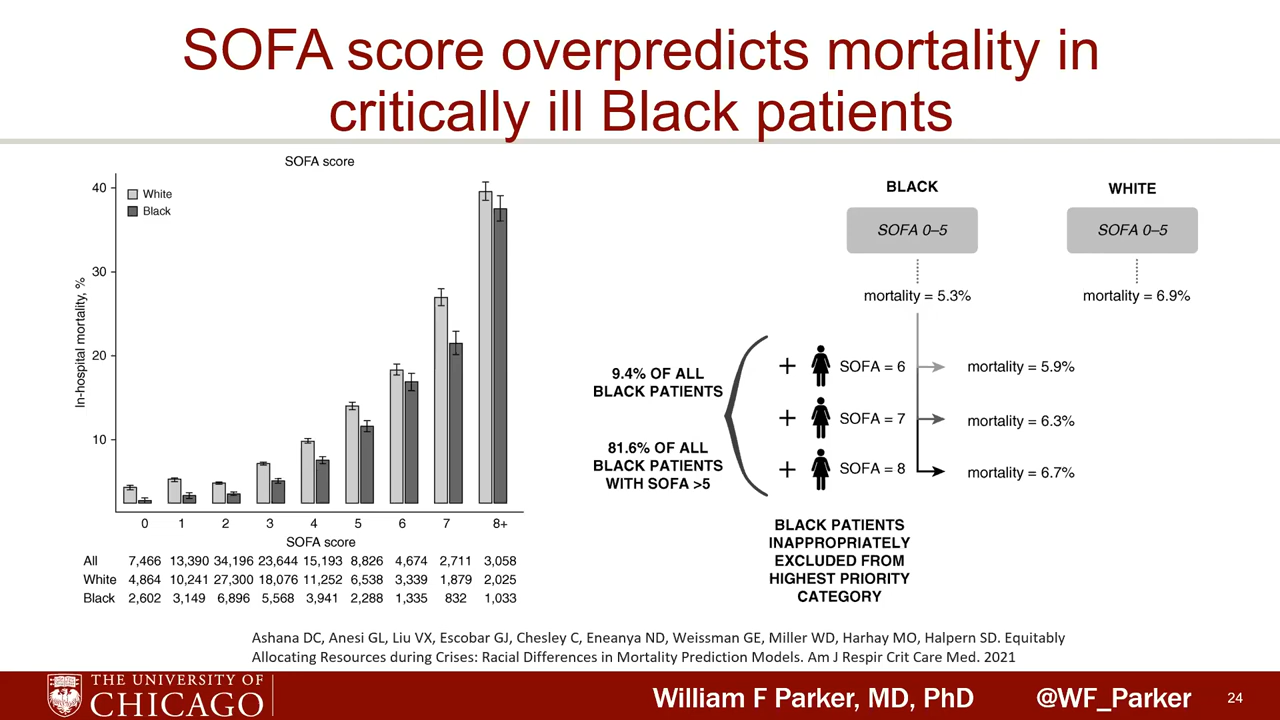 SOFA score overpredicts mortality in
critically ill Black patients
SOFA score
White
Black
In-hospital mortality, %
40
30
20
10
0 1 2 3 4 5 6 7 8+
SOFA score
All 7,466 13,390 34,196 23,644 15,193 8,826 4,674 2,711 3,058
White 4,864 10,241 27,300 18,076 11,252 6,538 3,339 1,879 2,025
Black 2,602 3,149 6,896 5,568 3,941 2,288 1,335 832 1,033
BLACK
SOFA 0–5
mortality = 5.3%
WHITE
SOFA 0–5
mortality = 6.9%
9.4% OF ALL
BLACK PATIENTS
81.6% OF ALL
BLACK PATIENTS
WITH SOFA >5
+ SOFA = 6 mortality = 5.9%
+ SOFA = 7 mortality = 6.3%
+ SOFA = 8 mortality = 6.7%
BLACK PATIENTS
INAPPROPRIATELY
EXCLUDED FROM
HIGHEST PRIORITY
CATEGORY
Ashana DC, Anesi GL, Liu VX, Escobar GJ, Chesley C, Eneanya ND, Weissman GE, Miller WD, Harhay MO, Halpern SD. Equitably
Allocating Resources during Crises: Racial Differences in Mortality Prediction Models. Am J Respir Crit Care Med. 2021
THE UNIVERSITY OF
CHICAGO
William F Parker, MD, PhD
@WF_Parker
24